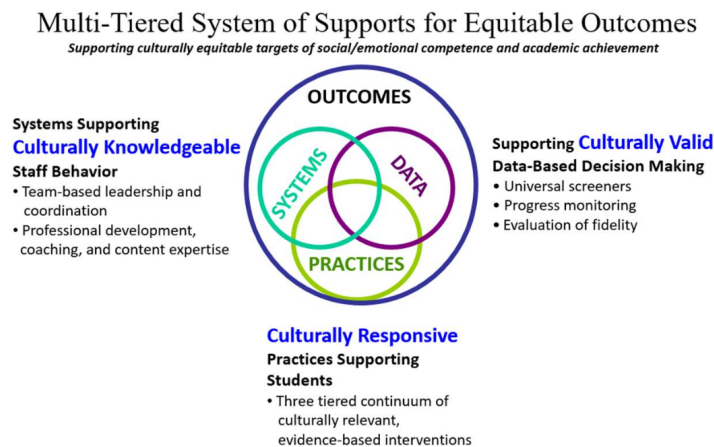 Multi-Tiered System of Supports for Equitable Outcomes
Supporting culturally equitable targets of social/emotional competence and academic achievement
OUTCOMES
SYSTEMS
DATA
PRACTICES
Systems Supporting
Culturally Knowledgeable
Staff Behavior
• Team-based leadership and
coordination
• Professional development,
coaching, and content expertise
Supporting Culturally Valid
Data-Based Decision Making
• Universal screeners
• Progress monitoring
• Evaluation of fidelity
Culturally Responsive
Practices Supporting
Students
• Three tiered continuum of
culturally relevant,
evidence-based interventions